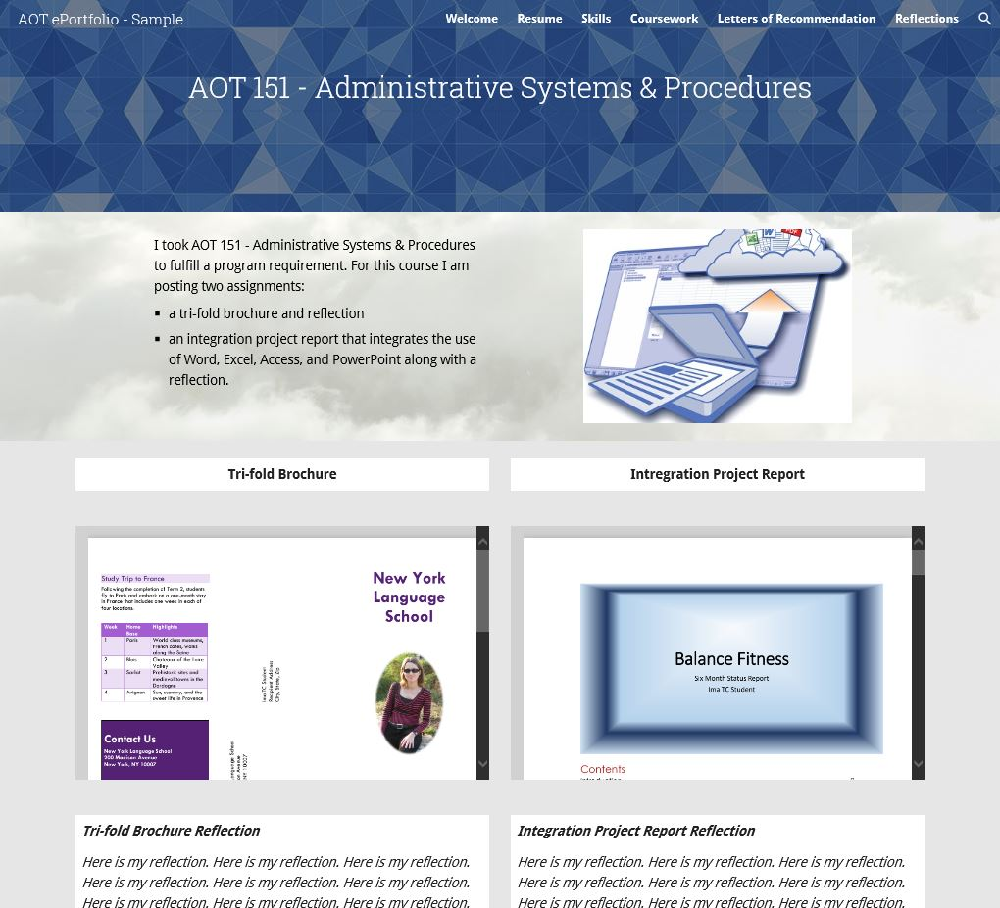 AOT ePortfolio - Sample
Welcome Resume Skills Coursework Letters of Recommendation Reflections
AOT 151 - Administrative Systems & Procedures
I took AOT 151 - Administrative Systems & Procedures
to fulfill a program requirement. For this course I am
posting two assignments:
▪ a tri-fold brochure and reflection
▪ an integration project report that integrates the use
of Word, Excel, Access, and PowerPoint along with a
reflection.
PDF
Tri-fold Brochure
Study Trip to France
Following the completion of Term 2, students
fly to Paris and embark on a one-month stay
in France that includes one week in each of
four locations.
Week Home Base Highlights
1 Paris World class museums,
French cafes, walks
along the Seine
2 Blois Chateaux of the Loire
Valley
3 Sarlat Prehistoric sites and
medieval towns in the
Dordogne
4 Avignon Sun, scenery, and the
sweet life in Provence
Contact Us
New York Language School
200 Madison Avenue
New York, NY 10007
Ima TC Student
Recipient Address
City, State, Zip
New York
Language
School
Intregration Project Report
Balance Fitness
Six Month Status Report
Ima TC Student
Contents
Tri-fold Brochure Reflection
Here is my reflection. Here is my reflection. Here is my reflection.
Here is my reflection. Here is my reflection. Here is my reflection.
Here is my reflection. Here is my reflection. Here is my reflection.
Integration Project Report Reflection
Here is my reflection. Here is my reflection. Here is my reflection.
Here is my reflection. Here is my reflection. Here is my reflection.
Here is my reflection. Here is my reflection. Here is my reflection.